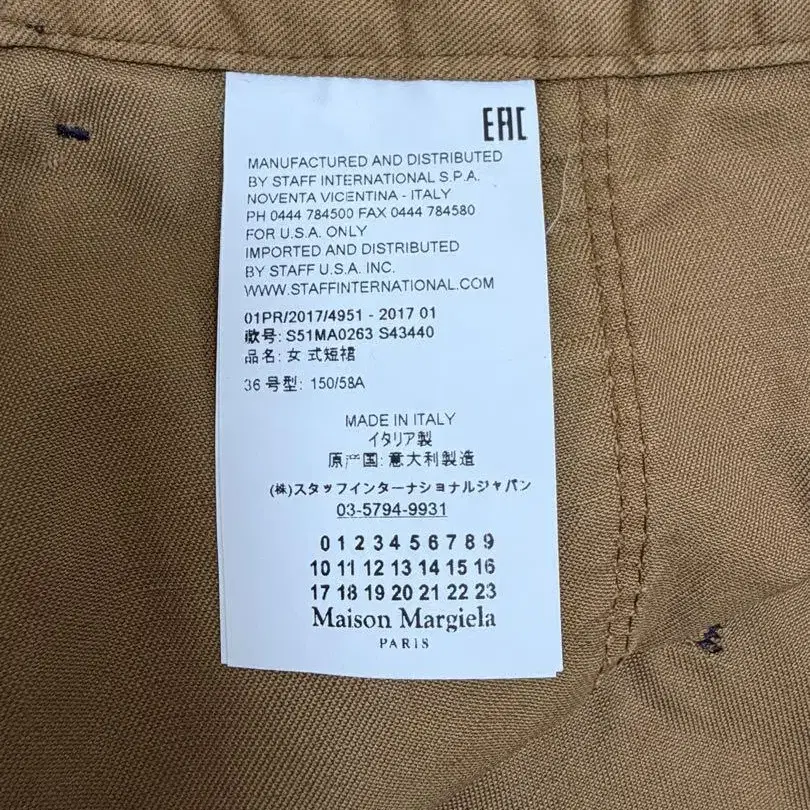 EAC
MANUFACTURED AND DISTRIBUTED
BY STAFF INTERNATIONAL S.P.A.
NOVENTA VICENTINA - ITALY
PH 0444 784500 FAX 0444 784580
FOR U.S.A. ONLY
IMPORTED AND DISTRIBUTED
BY STAFF U.S.A. INC.
WWW.STAFFINTERNATIONAL.COM
01PR/2017/4951 - 2017 01
款号: S51MA0263 S43440
品名: 女 式短裙
36 号型: 150/58A
MADE IN ITALY
イタリア製
原产国: 意大利製造
(株)スタッフインターナショナルジャパン
03-5794-9931
0 1 2 3 4 5 6 7 8 9
10 11 12 13 14 15 16
17 18 19 20 21 22 23
Maison Margiela
PARIS